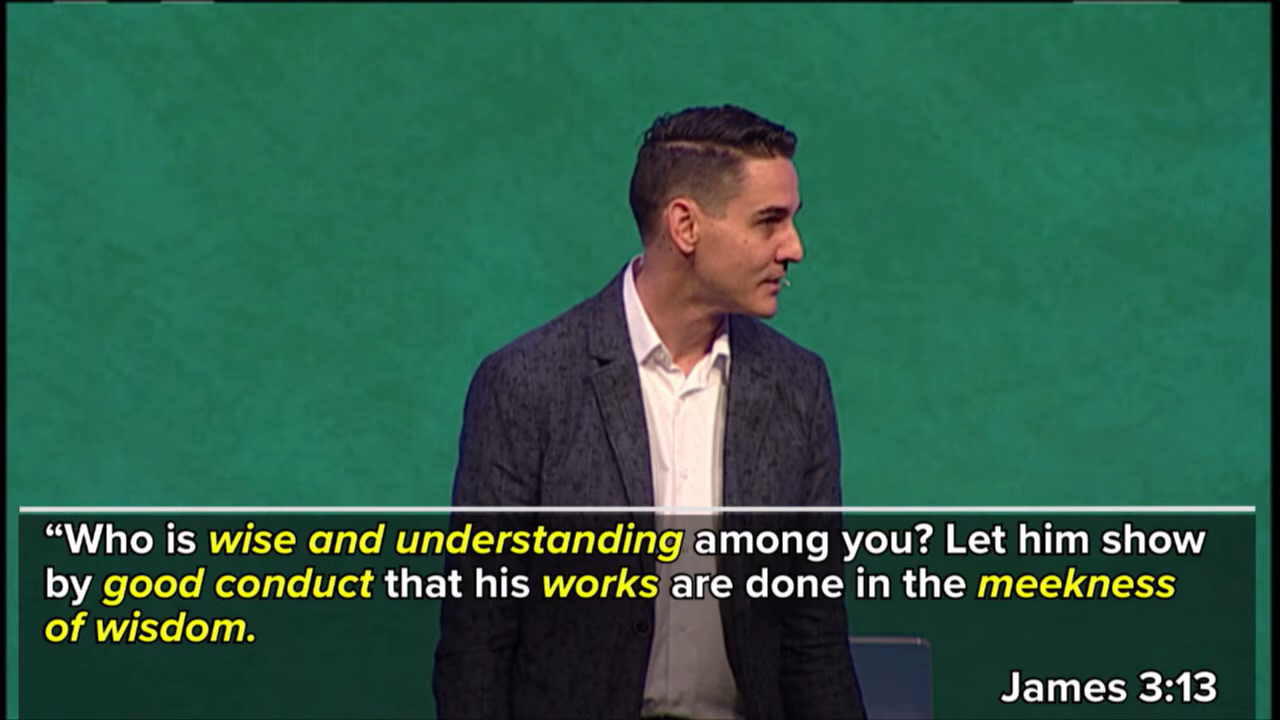 “Who is wise and understanding among you? Let him show
by good conduct that his works are done in the meekness
of wisdom.
James 3:13